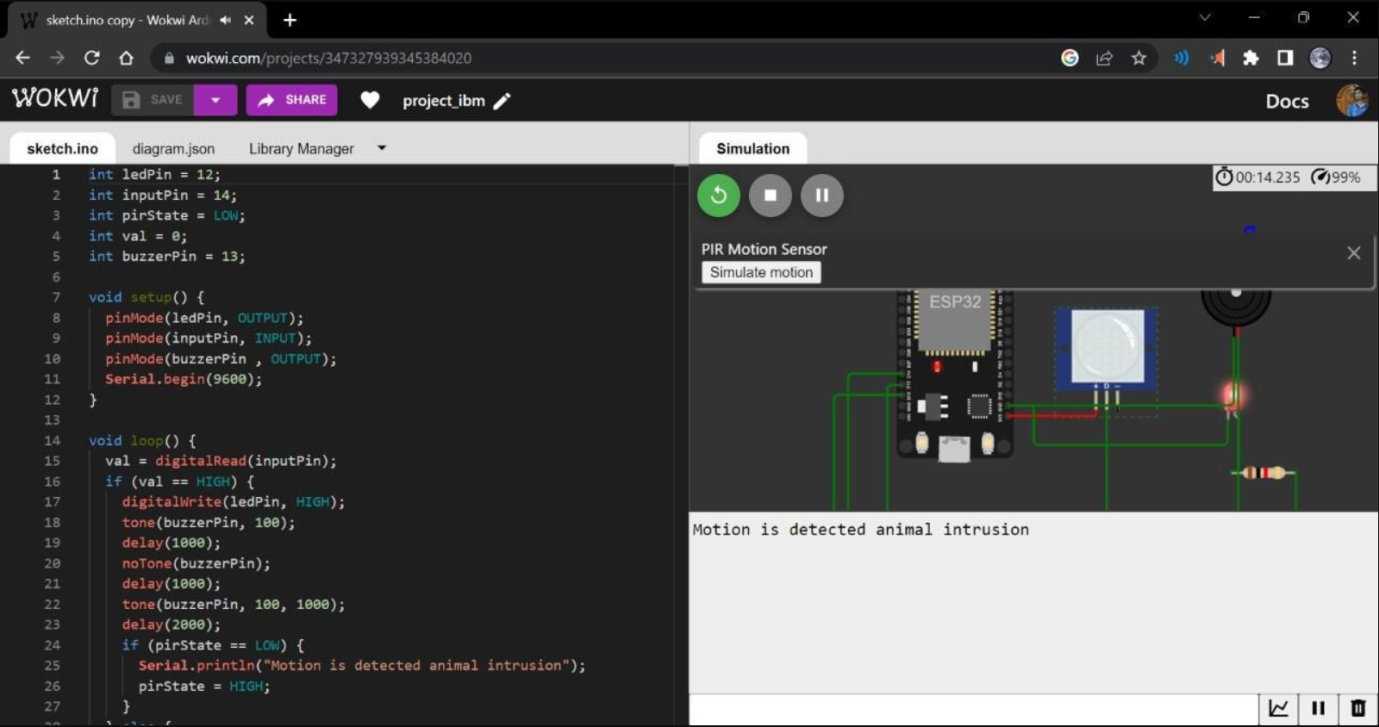 sketch.ino copy - Wokwi Ard
wokwi.com/projects/347327939345384020
WOKWi
SAVE
SHARE
project_ibm
Docs
sketch.ino
diagram.json
Library Manager
1 int ledPin = 12;
2 int inputPin = 14;
3 int pirState = LOW;
4 int val = 0;
5 int buzzerPin = 13;
6
7 void setup() {
8 pinMode(ledPin, OUTPUT);
9 pinMode(inputPin, INPUT);
10 pinMode(buzzerPin , OUTPUT);
11 Serial.begin(9600);
12 }
13
14 void loop() {
15 val = digitalRead(inputPin);
16 if (val == HIGH) {
17 digitalWrite(ledPin, HIGH);
18 tone(buzzerPin, 100);
19 delay(1000);
20 noTone(buzzerPin);
21 delay(1000);
22 tone(buzzerPin, 100, 1000);
23 delay(2000);
24 if (pirState == LOW) {
25 Serial.println("Motion is detected animal intrusion");
26 pirState = HIGH;
27 }
28 } else {
Simulation
00:14.235
99%
PIR Motion Sensor
Simulate motion
ESP32
+ D -
Motion is detected animal intrusion